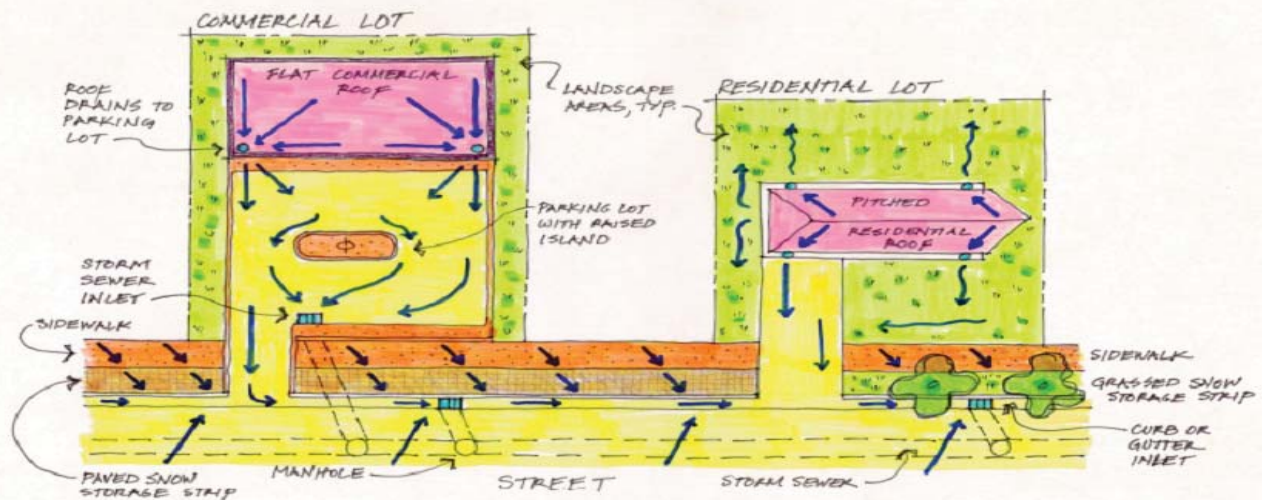 COMMERCIAL LOT
FLAT COMMERCIAL
ROOF
ROOF
DRAINS TO
PARKING
LOT
LANDSCAPE
AREAS, TYP.
RESIDENTIAL LOT
PITCHED
RESIDENTIAL
ROOF
PARKING LOT
WITH RAISED
ISLAND
STORM
SEWER
INLET
SIDEWALK
SIDEWALK
GRASSED SNOW
STORAGE STRIP
CURB OR
GUTTER
INLET
PAVED SNOW
STORAGE STRIP
MANHOLE
STREET
STORM SEWER